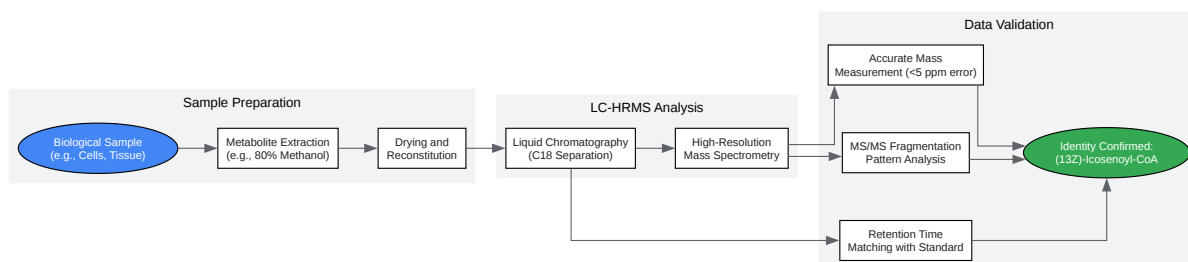 Data Validation
Accurate Mass
Measurement (<5 ppm error)
Sample Preparation
LC-HRMS Analysis
Biological Sample
(e.g., Cells, Tissue)
Metabolite Extraction
(e.g., 80% Methanol)
Drying and
Reconstitution
Liquid Chromatography
(C18 Separation)
High-Resolution
Mass Spectrometry
MS/MS Fragmentation
Pattern Analysis
Identity Confirmed:
(13Z)-Icosenoyl-CoA
Retention Time
Matching with Standard